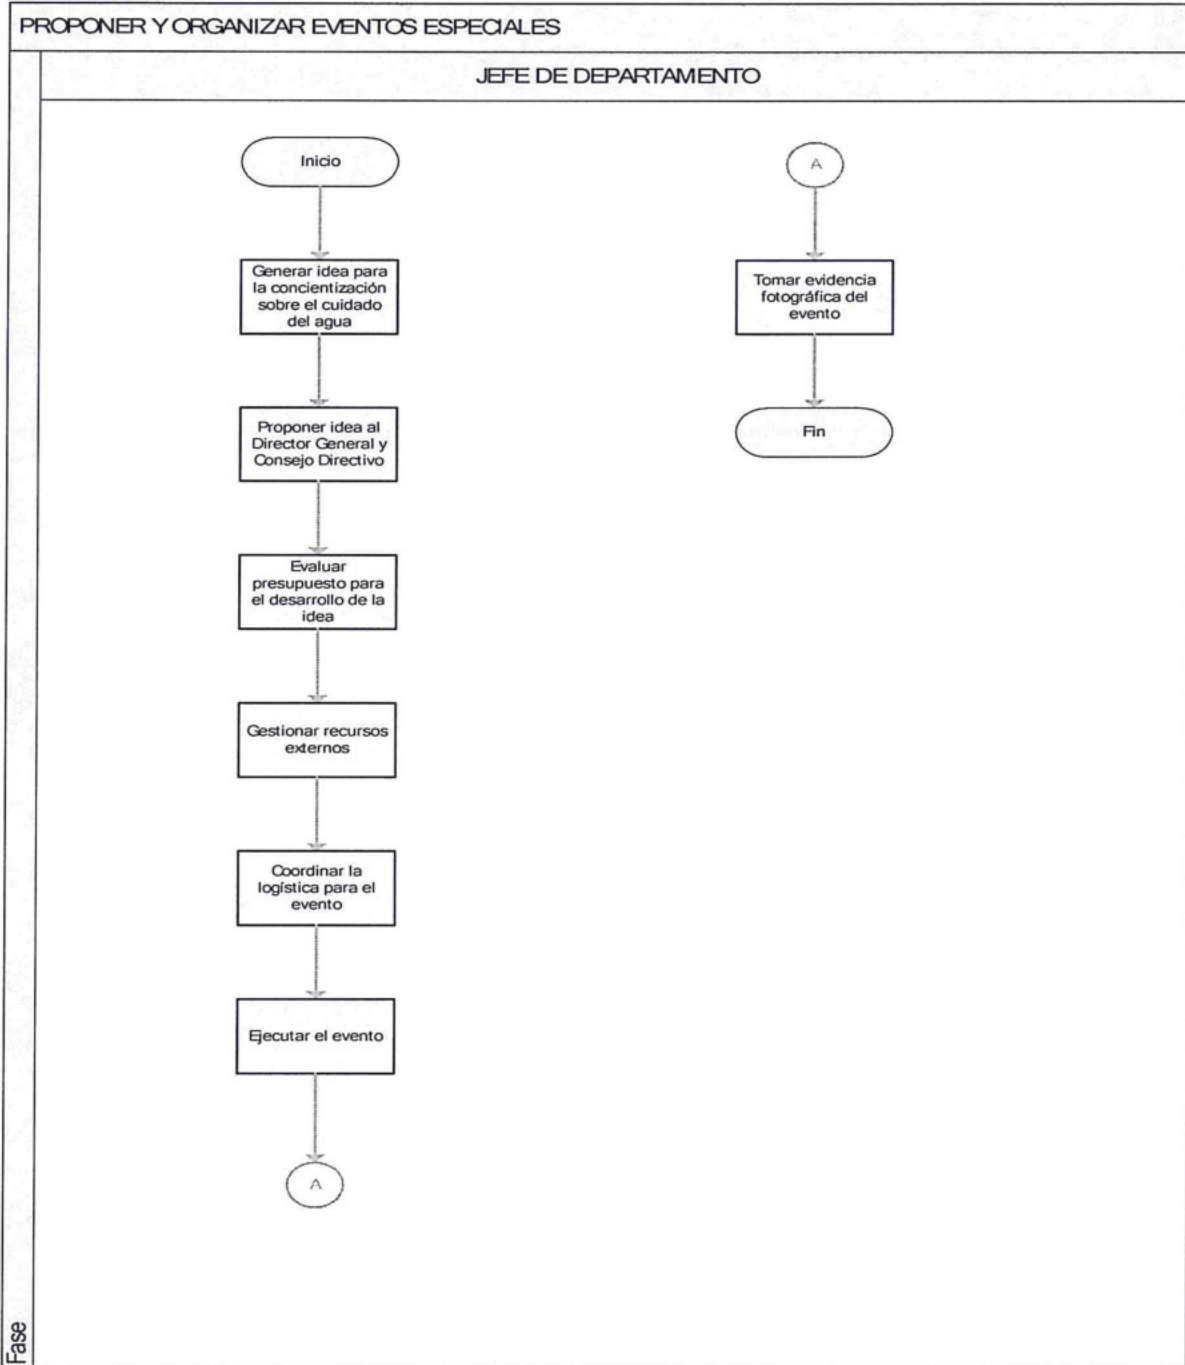 PROPONER Y ORGANIZAR EVENTOS ESPECIALES
JEFE DE DEPARTAMENTO
Inicio
Generar idea para
la concientización
sobre el cuidado
del agua
Proponer idea al
Director General y
Consejo Directivo
Evaluar
presupuesto para
el desarrollo de la
idea
Gestionar recursos
externos
Coordinar la
logística para el
evento
Ejecutar el evento
A
A
Tomar evidencia
fotográfica del
evento
Fin
Fase